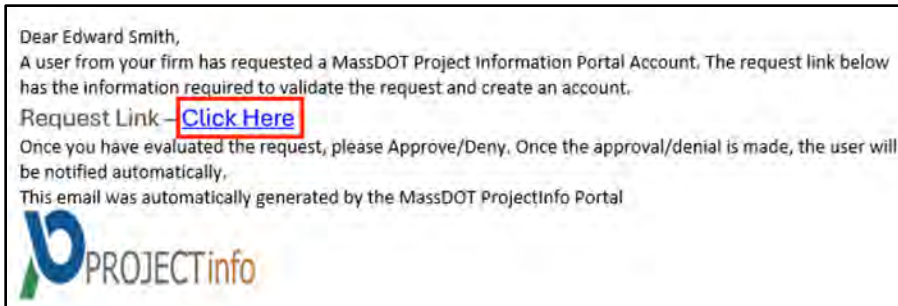 Dear Edward Smith,
A user from your firm has requested a MassDOT Project Information Portal Account. The request link below
has the information required to validate the request and create an account.
Request Link – Click Here
Once you have evaluated the request, please Approve/Deny. Once the approval/denial is made, the user will
be notified automatically.
This email was automatically generated by the MassDOT ProjectInfo Portal
PROJECTinfo